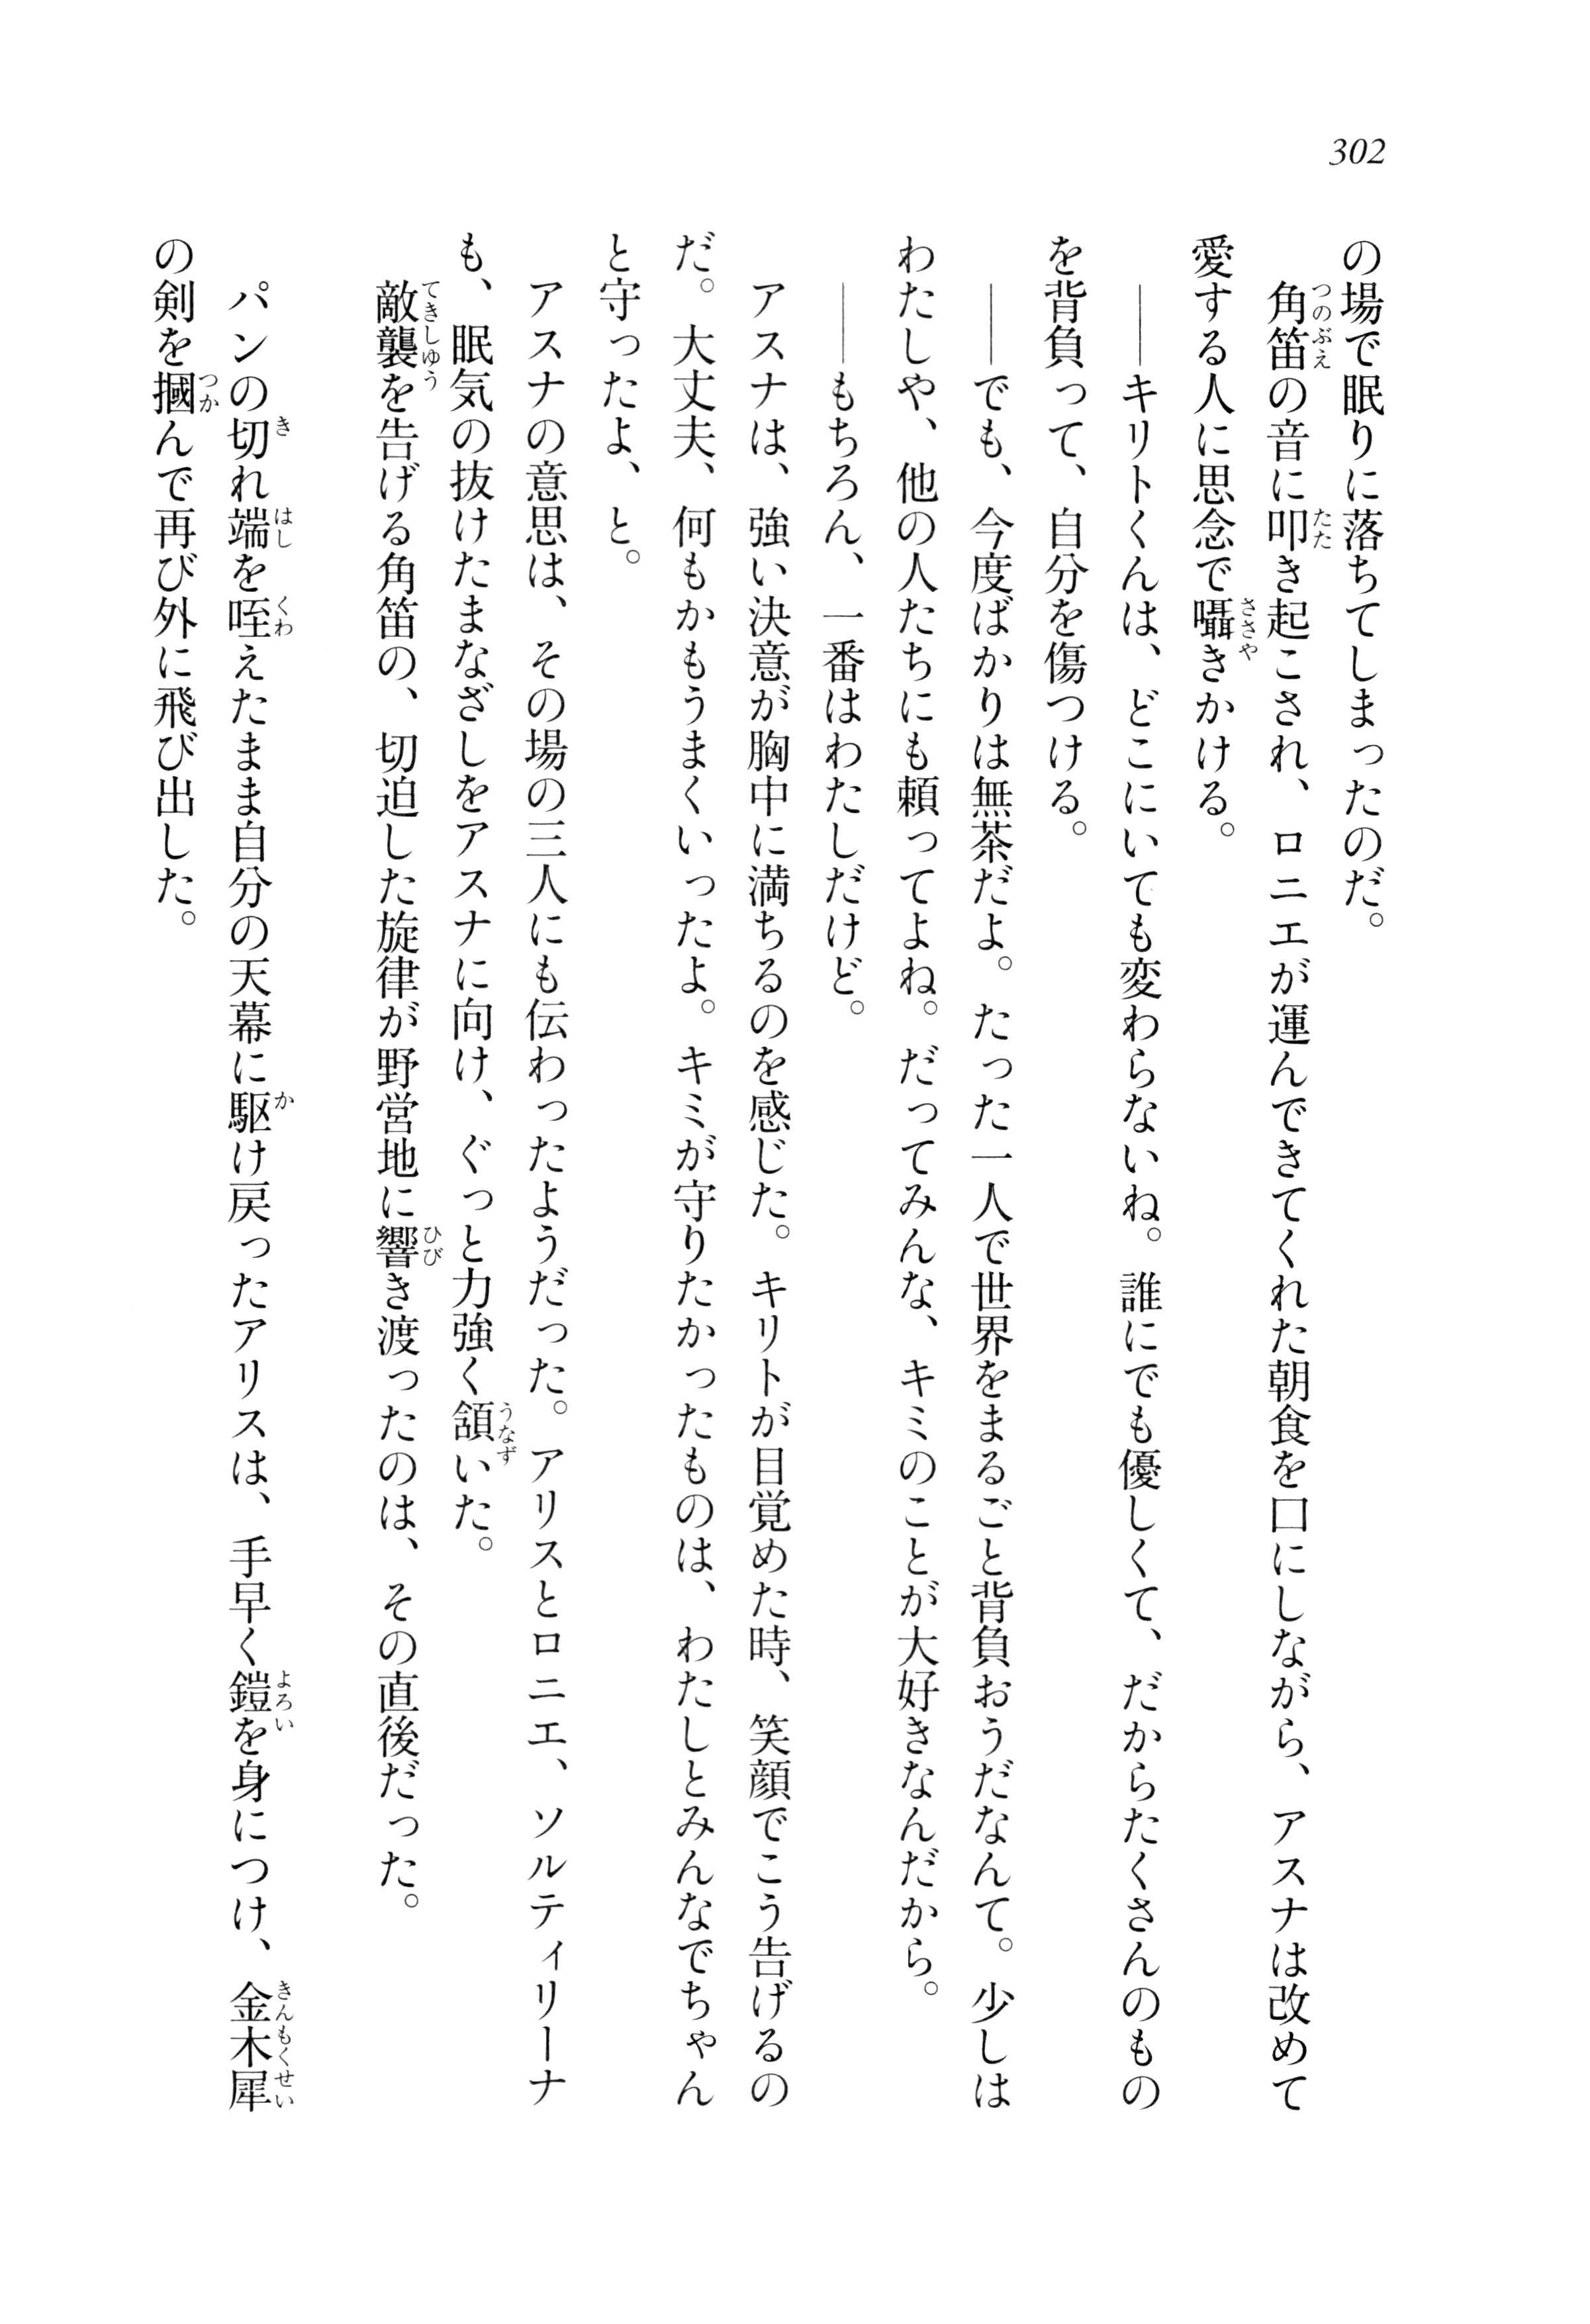 302
の場で眠りに落ちてしまったのだ。
角笛の音に叩き起こされ、ロニエが運んできてくれた朝食を口にしながら、アスナは改めて
愛する人に思念で囁きかける。
――キリトくんは、どこにいても変わらないね。誰にでも優しくて、だからたくさんのもの
を背負って、自分を傷つける。
――でも、今度ばかりは無茶だよ。たった一人で世界をまるごと背負おうだなんて。少しは
わたしや、他の人たちにも頼ってよね。だってみんな、キミのことが大好きなんだから。
――もちろん、一番はわたしだけど。
アスナは、強い決意が胸中に満ちるのを感じた。キリトが目覚めた時、笑顔でこう告げるの
だ。大丈夫、何もかもうまくいったよ。キミが守りたかったものは、わたしとみんなでちゃん
と守ったよ、と。
アスナの意思は、その場の三人にも伝わったようだった。アリスとロニエ、ソルティリーナ
も、眠気の抜けたまなざしをアスナに向け、ぐっと力強く頷いた。
敵襲を告げる角笛の、切迫した旋律が野営地に響き渡ったのは、その直後だった。
パンの切れ端を咥えたまま自分の天幕に駆け戻ったアリスは、手早く鎧を身につけ、金木犀
の剣を摑んで再び外に飛び出した。